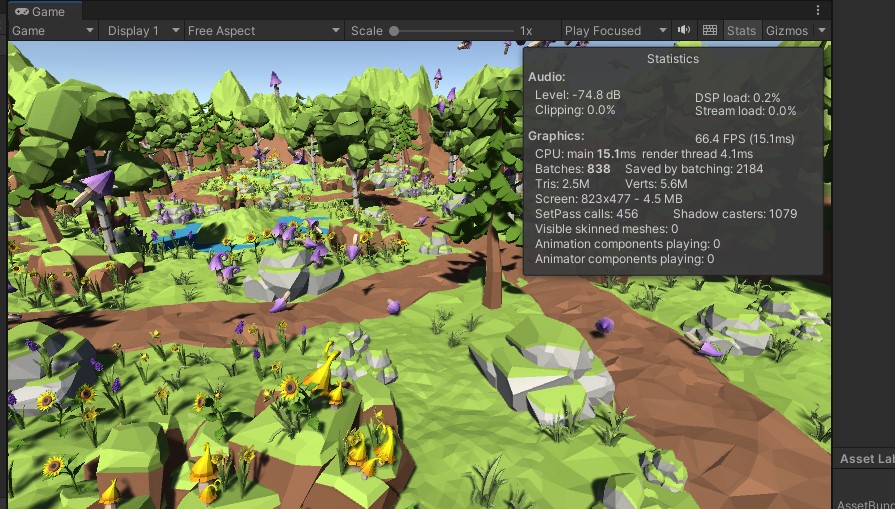 Game
Game Display 1 Free Aspect Scale 1x Play Focused Stats Gizmos
Statistics
Audio:
Level: -74.8 dB DSP load: 0.2%
Clipping: 0.0% Stream load: 0.0%
Graphics: 66.4 FPS (15.1ms)
CPU: main 15.1ms render thread 4.1ms
Batches: 838 Saved by batching: 2184
Tris: 2.5M Verts: 5.6M
Screen: 823x477 - 4.5 MB
SetPass calls: 456 Shadow casters: 1079
Visible skinned meshes: 0
Animation components playing: 0
Animator components playing: 0
Asset Lab
AssetBund